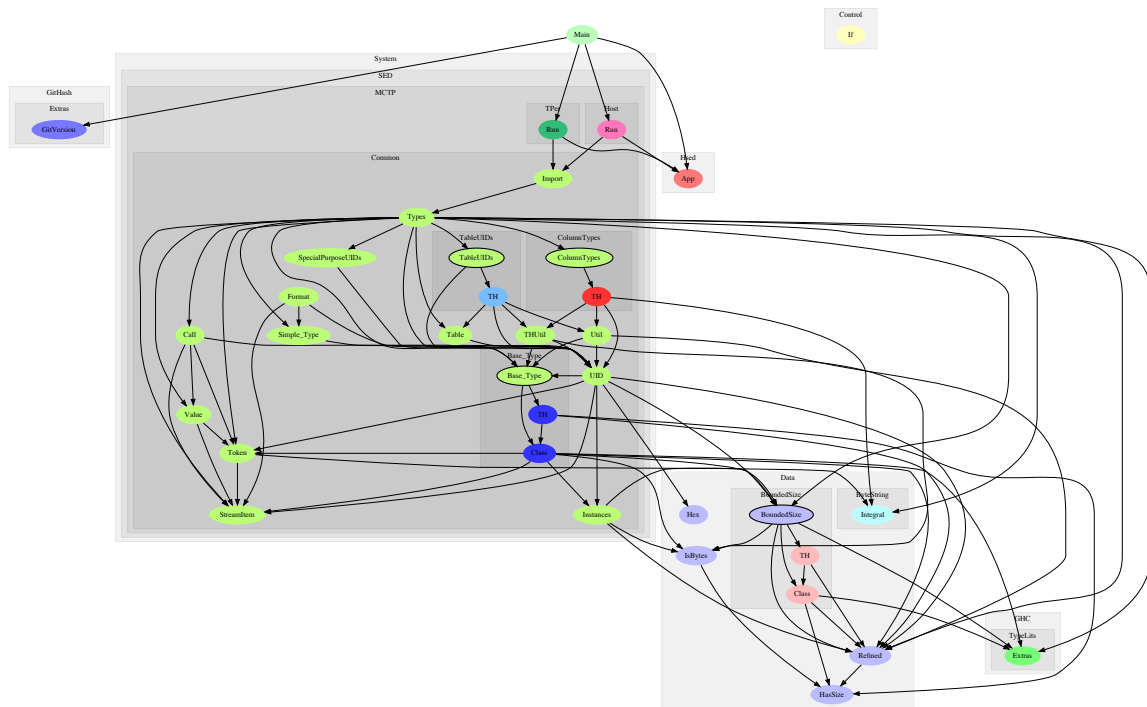 Control
If
Main
System
SED
GitHash
Extras
GitVersion
MCTP
TPer
Run
Host
Run
Common
Hsed
App
Import
Types
TableUIDs
ColumnTypes
SpecialPurposeUIDs
TableUIDs
ColumnTypes
Format
TH
TH
Call
Simple_Type
Table
THUtil
Util
Base_Type
Base_Type
UID
Value
TH
Token
Class
Data
BoundedSize
ByteString
StreamItem
Instances
Hex
BoundedSize
Integral
IsBytes
TH
Class
GHC
TypeLits
Refined
Extras
HasSize